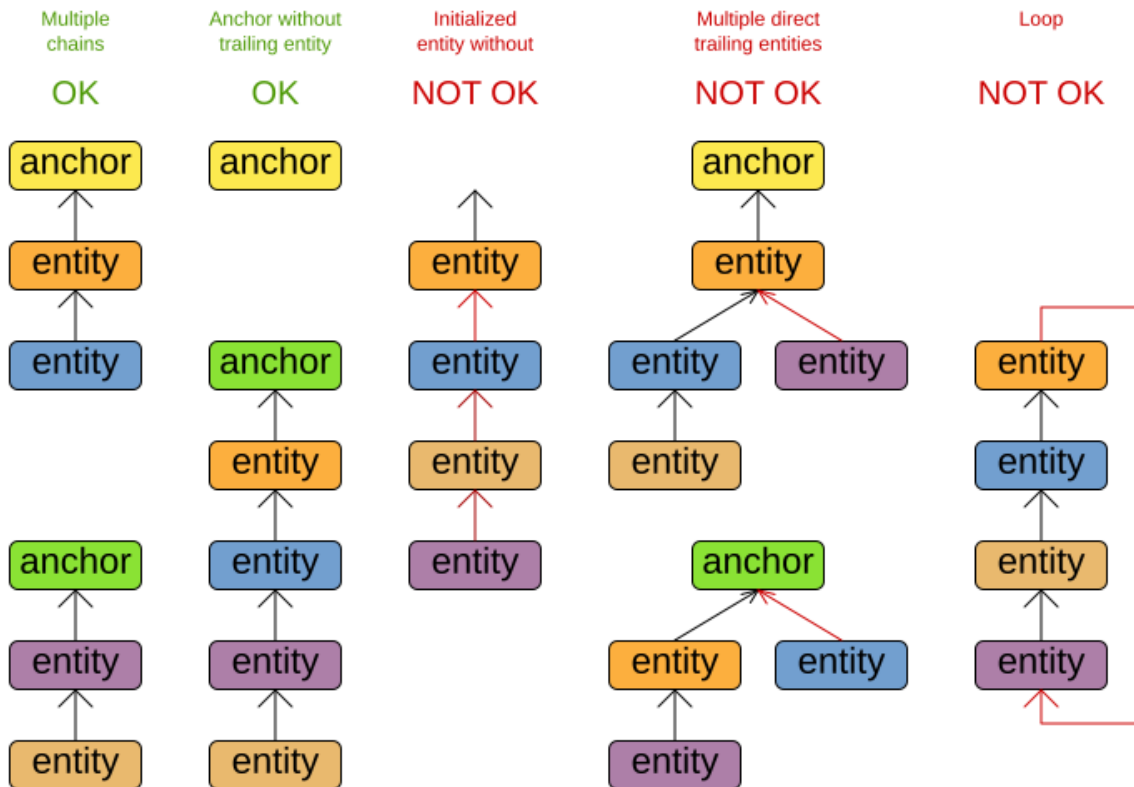 Multiple
chains
OK
anchor
entity
entity
anchor
entity
entity
Anchor without
trailing entity
OK
anchor
anchor
entity
entity
entity
entity
Initialized
entity without
NOT OK
entity
entity
entity
entity
Multiple direct
trailing entities
NOT OK
anchor
entity
entity entity
entity
anchor
entity entity
entity
Loop
NOT OK
entity
entity
entity
entity